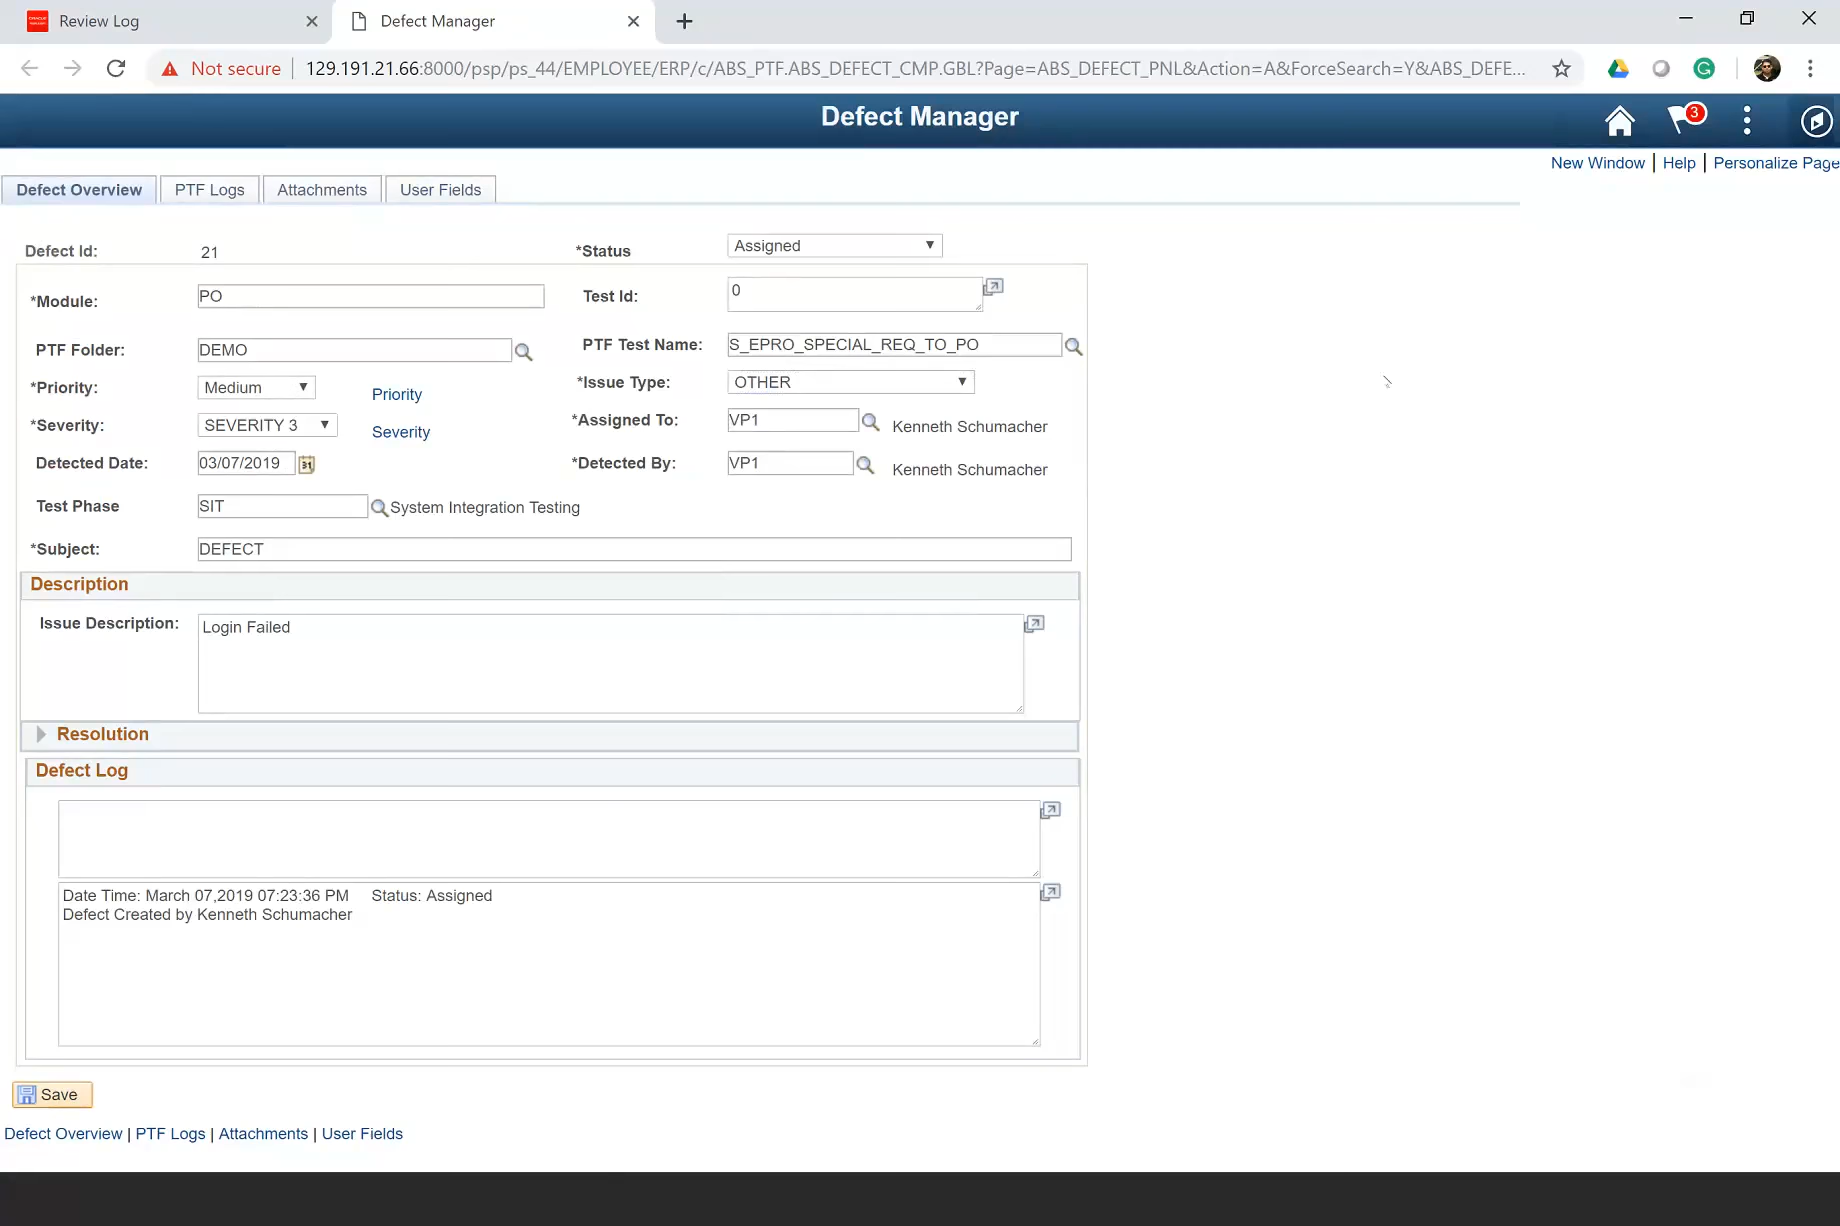 Review Log
Defect Manager
Not secure
129.191.21.66:8000/psp/ps_44/EMPLOYEE/ERP/c/ABS_PTF.ABS_DEFECT_CMP.GBL?Page=ABS_DEFECT_PNL&Action=A&ForceSearch=Y&ABS_DEFE...
Defect Manager
3
New Window | Help | Personalize Page
Defect Overview
PTF Logs
Attachments
User Fields
Defect Id: 21
*Status Assigned
*Module: PO
Test Id: 0
PTF Folder: DEMO
PTF Test Name: S_EPRO_SPECIAL_REQ_TO_PO
*Priority: Medium Priority
*Issue Type: OTHER
*Severity: SEVERITY 3 Severity
*Assigned To: VP1 Kenneth Schumacher
Detected Date: 03/07/2019 31
*Detected By: VP1 Kenneth Schumacher
Test Phase SIT System Integration Testing
*Subject: DEFECT
Description
Issue Description: Login Failed
Resolution
Defect Log
Date Time: March 07,2019 07:23:36 PM Status: Assigned
Defect Created by Kenneth Schumacher
Save
Defect Overview | PTF Logs | Attachments | User Fields